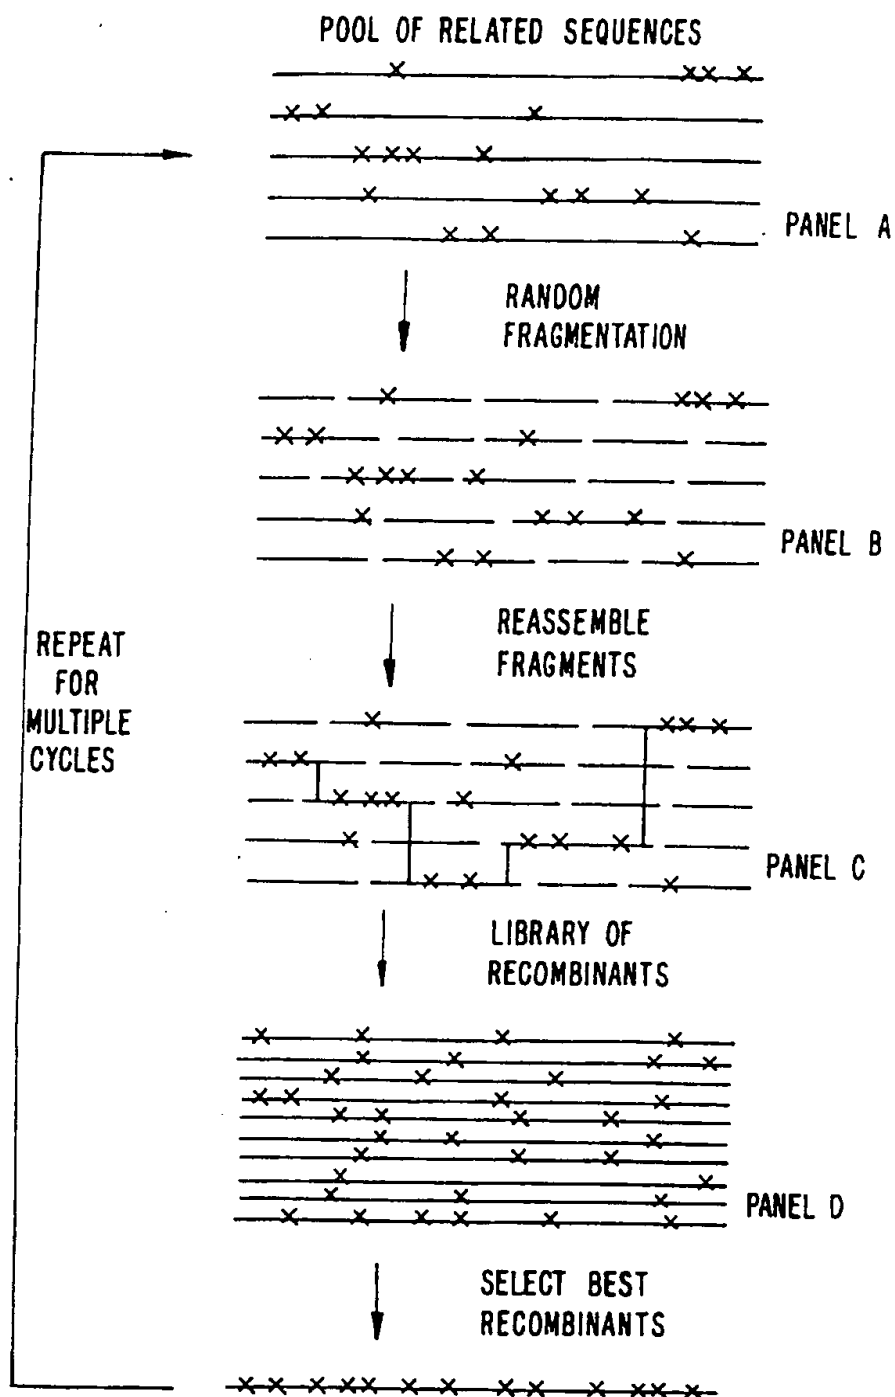 POOL OF RELATED SEQUENCES
PANEL A
RANDOM
FRAGMENTATION
PANEL B
REASSEMBLE
FRAGMENTS
REPEAT
FOR
MULTIPLE
CYCLES
PANEL C
LIBRARY OF
RECOMBINANTS
PANEL D
SELECT BEST
RECOMBINANTS